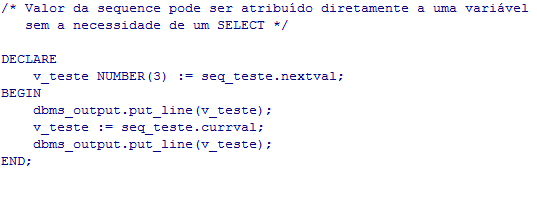 /* Valor da sequence pode ser atribuído diretamente a uma variável
   sem a necessidade de um SELECT */

DECLARE
    v_teste NUMBER(3) := seq_teste.nextval;
BEGIN
    dbms_output.put_line(v_teste);
    v_teste := seq_teste.currval;
    dbms_output.put_line(v_teste);
END;